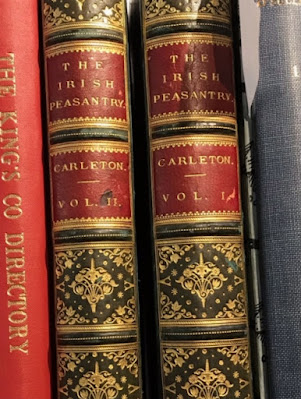 THE KING'S CO DIRECTORY
THE
IRISH
PEASANTRY.
CARLETON.
VOL. II.
THE
IRISH
PEASANTRY.
CARLETON.
VOL. I.